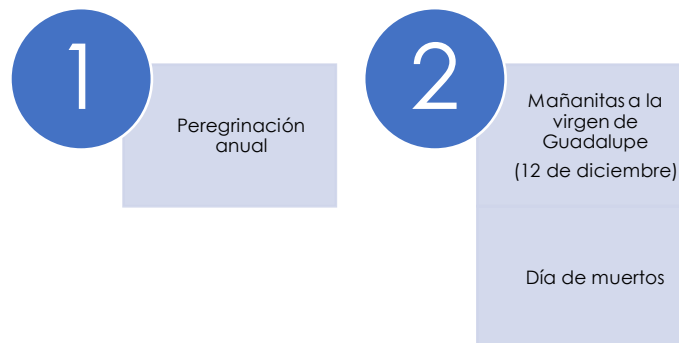 1
Peregrinación
anual
2
Mañanitas a la
virgen de
Guadalupe
(12 de diciembre)
Día de muertos